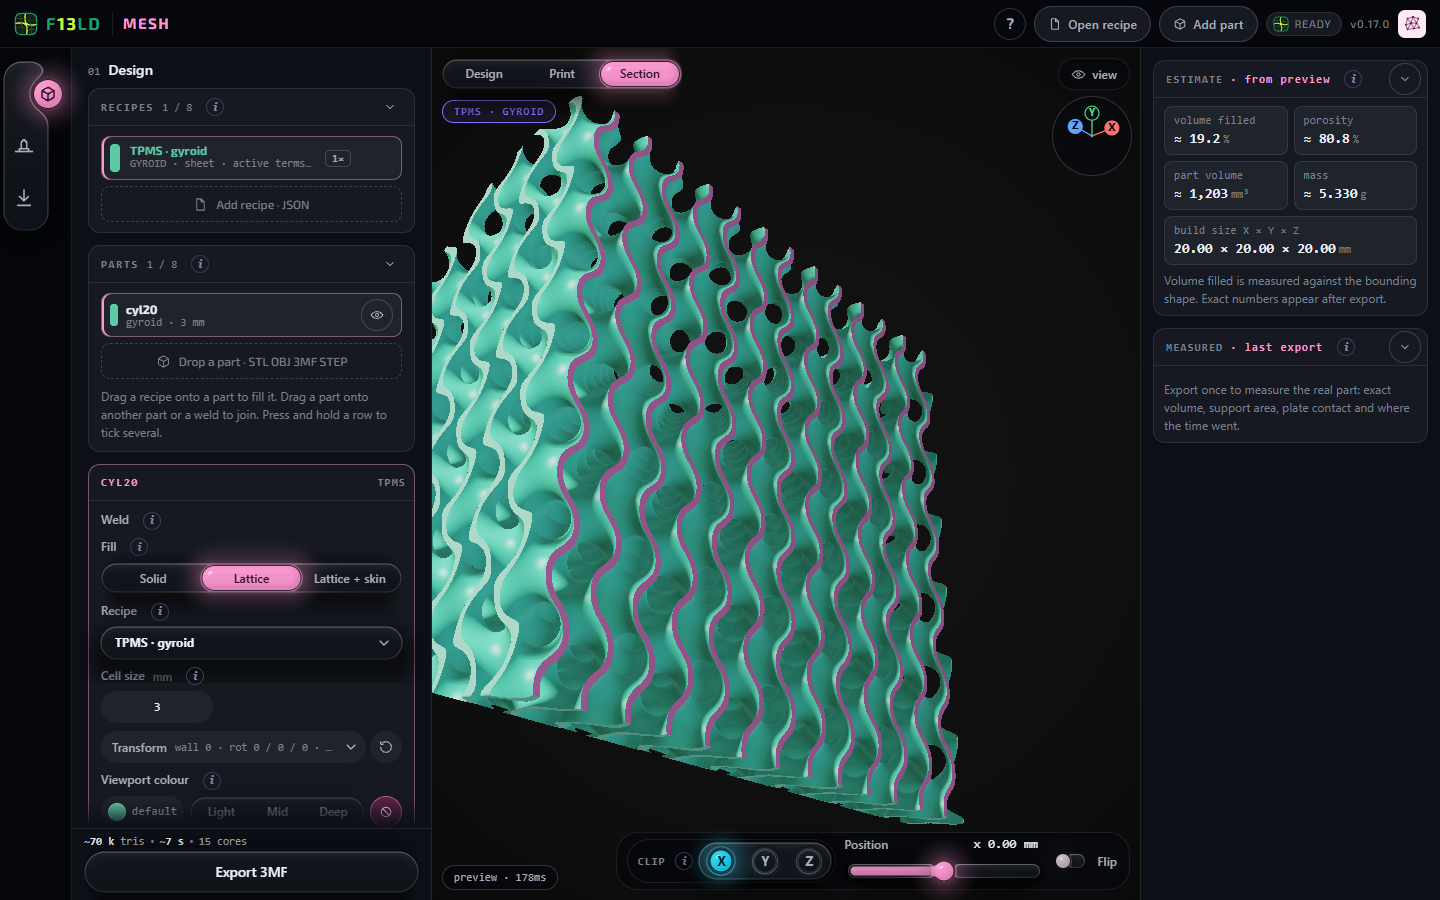 F13LD MESH
? Open recipe Add part READY v0.17.0
01 Design
RECIPES 1 / 8 i
TPMS · gyroid
GYROID · sheet · active terms…
1×
Add recipe · JSON
PARTS 1 / 8 i
cyl20
gyroid · 3 mm
Drop a part · STL OBJ 3MF STEP
Drag a recipe onto a part to fill it. Drag a part onto
another part or a weld to join. Press and hold a row to
tick several.
CYL20 TPMS
Weld i
Fill i
Solid Lattice Lattice + skin
Recipe i
TPMS · gyroid
Cell size mm i
3
Transform wall 0 · rot 0 / 0 / 0 · …
Viewport colour i
default Light Mid Deep
~70 k tris • ~7 s • 15 cores
Export 3MF
Design Print Section
TPMS · GYROID
view
Y
Z X
preview · 178ms
CLIP i X Y Z
Position x 0.00 mm
Flip
ESTIMATE · from preview i
volume filled
≈ 19.2 %
porosity
≈ 80.8 %
part volume
≈ 1,203 mm³
mass
≈ 5.330 g
build size X × Y × Z
20.00 × 20.00 × 20.00 mm
Volume filled is measured against the bounding
shape. Exact numbers appear after export.
MEASURED · last export i
Export once to measure the real part: exact
volume, support area, plate contact and where
the time went.